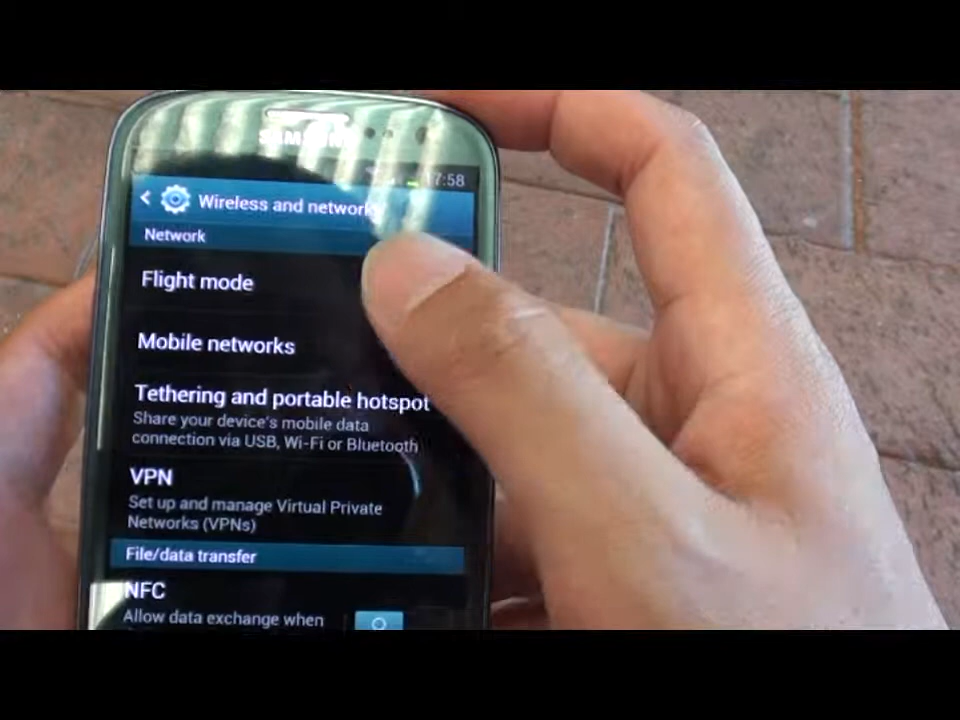 SAMSUNG
17:58
Wireless and network
Network
Flight mode
Mobile networks
Tethering and portable hotspot
Share your device's mobile data
connection via USB, Wi-Fi or Bluetooth
VPN
Set up and manage Virtual Private
Networks (VPNs)
File/data transfer
NFC
Allow data exchange when